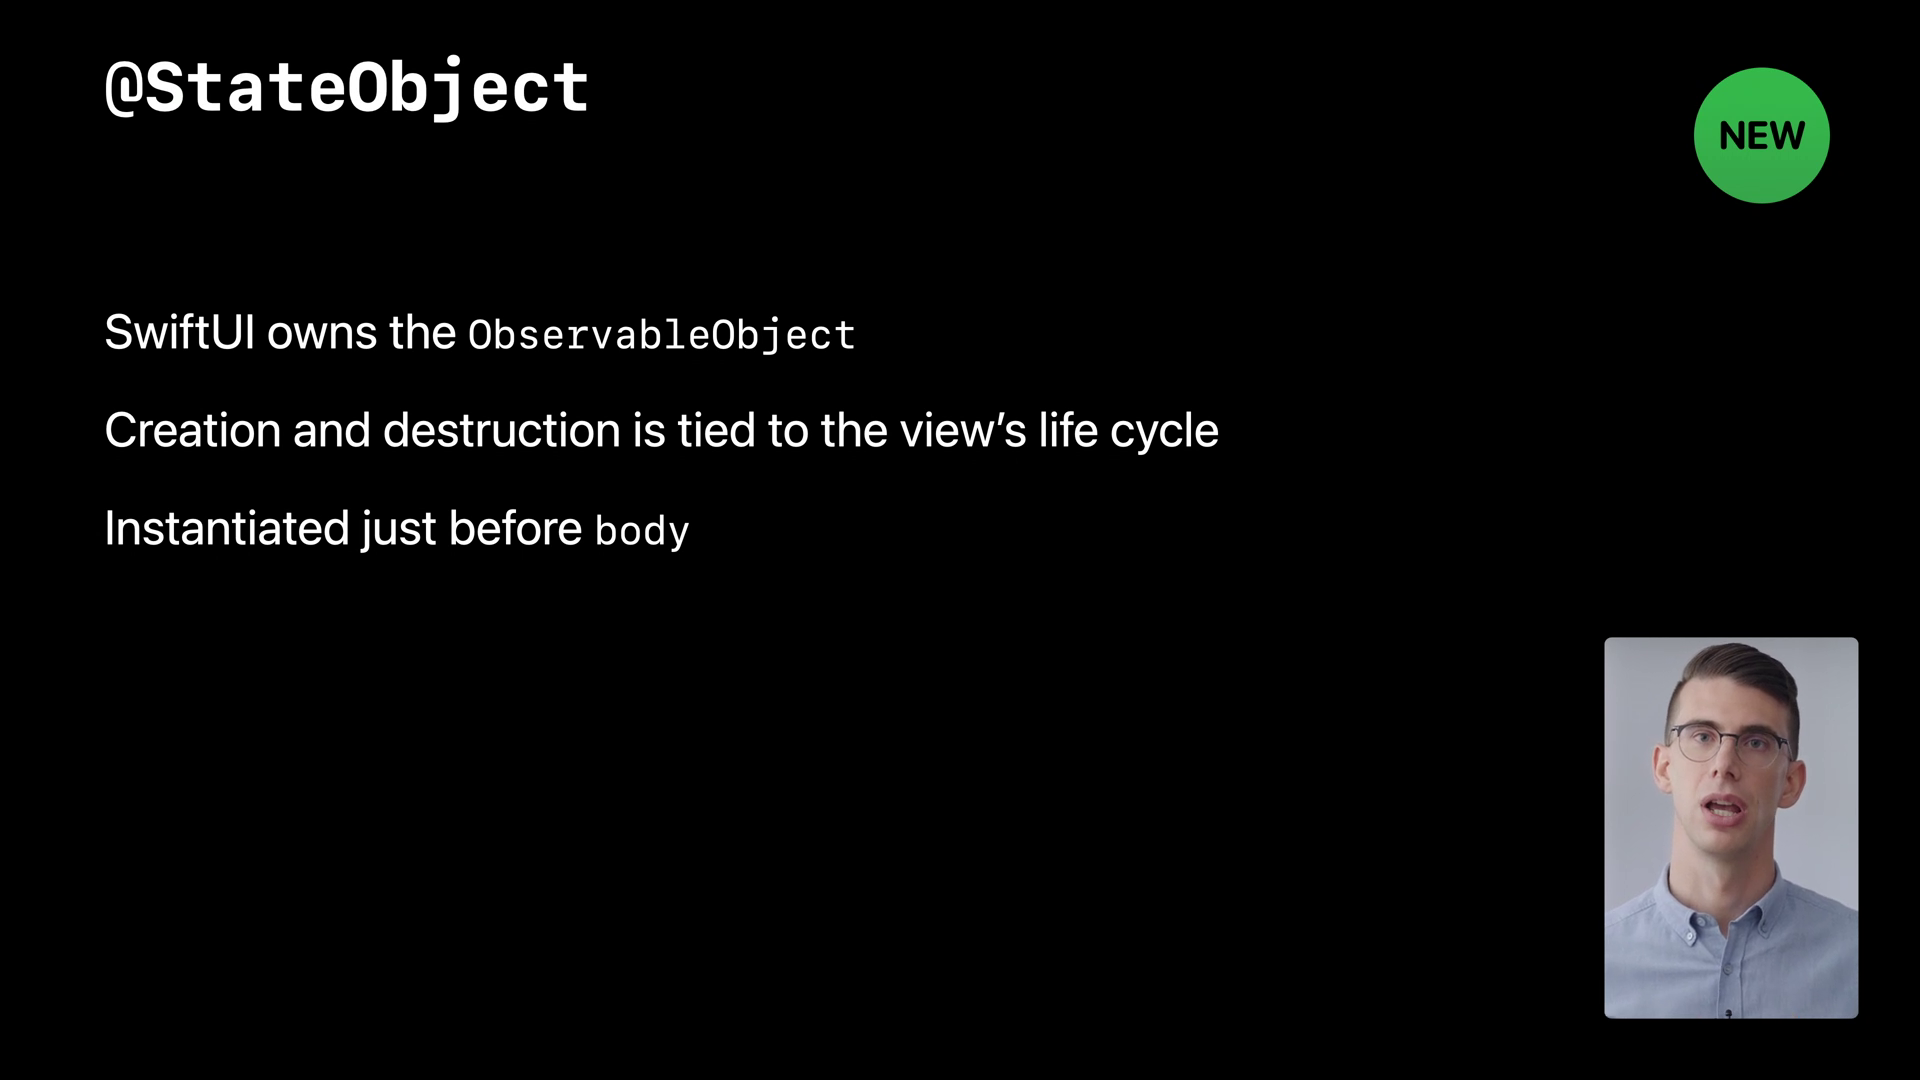 @StateObject
NEW
SwiftUI owns the ObservableObject
Creation and destruction is tied to the view’s life cycle
Instantiated just before body